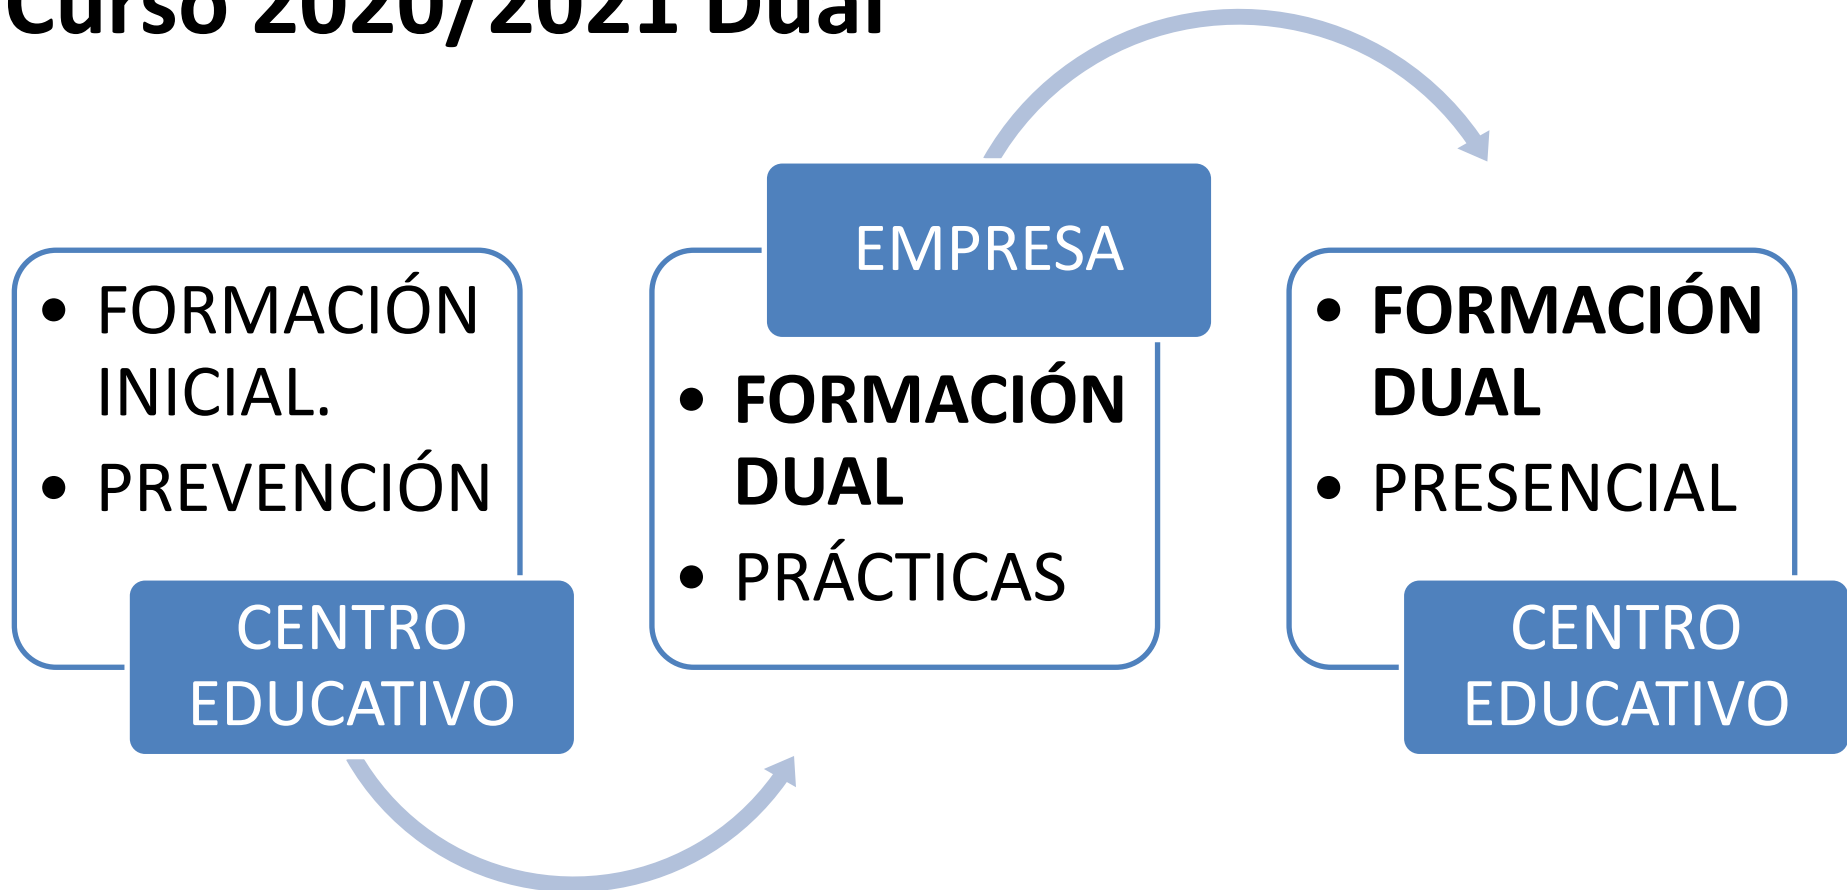 Curso 2020/2021 Dual
• FORMACIÓN
INICIAL.
• PREVENCIÓN
CENTRO
EDUCATIVO
EMPRESA
• FORMACIÓN
DUAL
• PRÁCTICAS
• FORMACIÓN
DUAL
• PRESENCIAL
CENTRO
EDUCATIVO